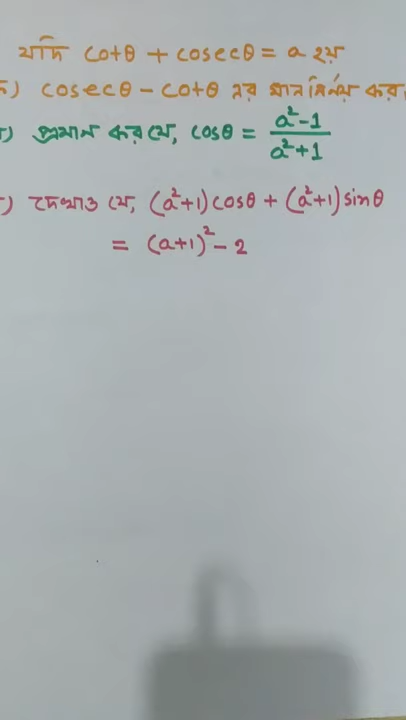 যদি cotθ + cosecθ = a হয়
ক) cosecθ - cotθ এর মান নির্ণয় কর।
) প্রমান কর যে, cosθ = a²-1 / a²+1
) দেখাও যে, (a²+1)cosθ + (a²+1)sinθ
= (a+1)² - 2